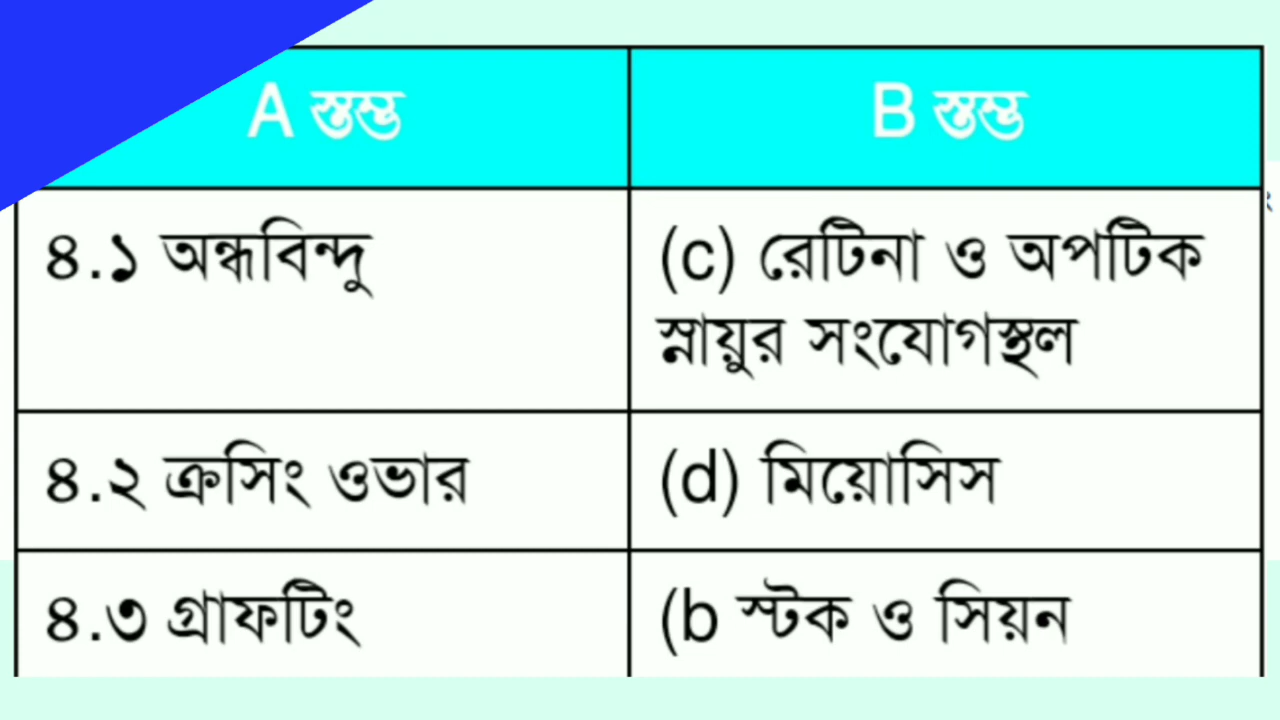 A স্তম্ভ
B স্তম্ভ
৪.১ অন্ধবিন্দু
(c) রেটিনা ও অপটিক
স্নায়ুর সংযোগস্থল
৪.২ ক্রসিং ওভার
(d) মিয়োসিস
৪.৩ গ্রাফটিং
(b স্টক ও সিয়ন